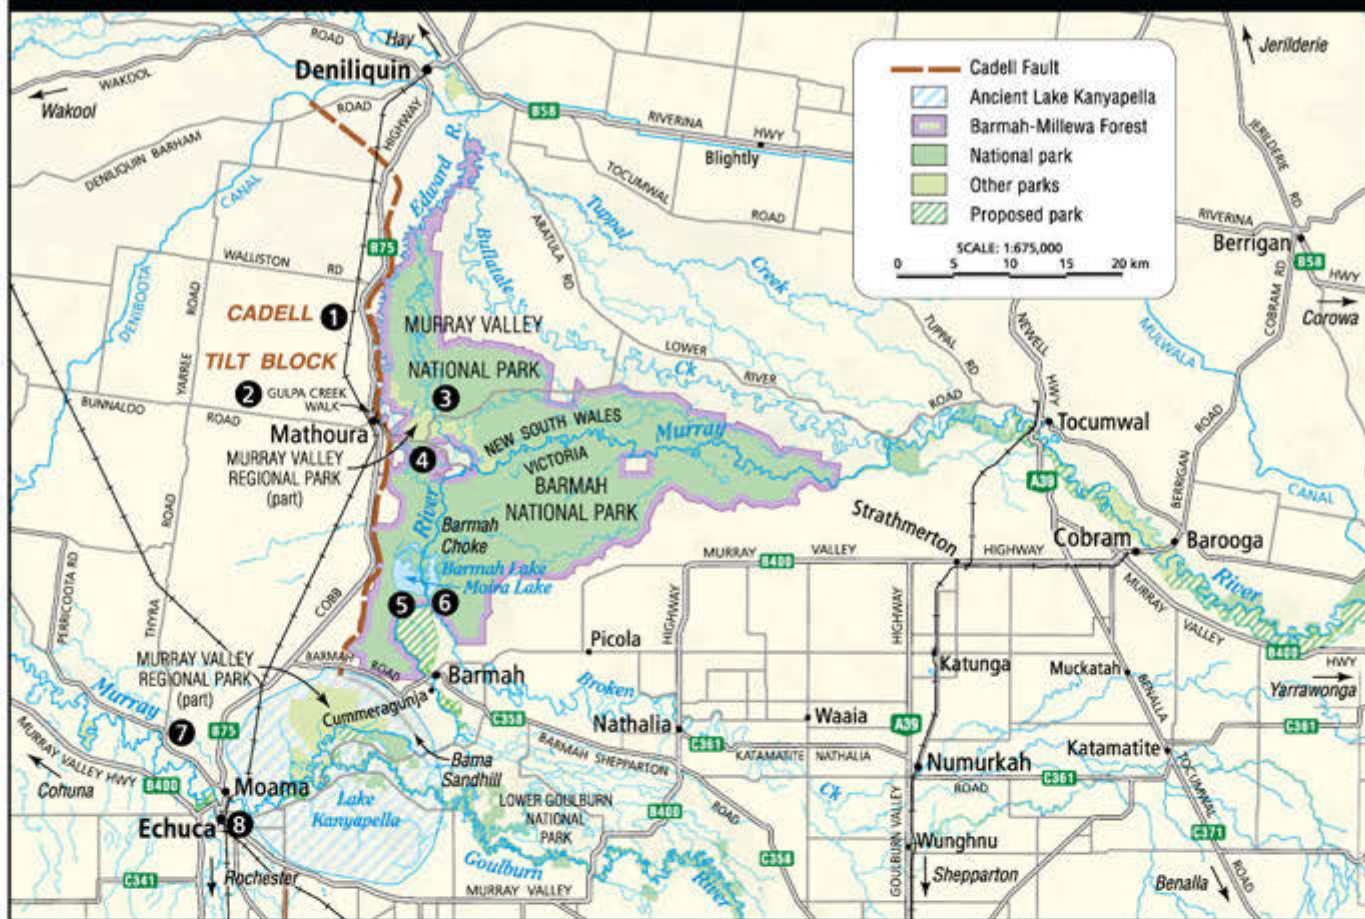 Hay
ROAD
Deniliquin
WAKOOL
Wakool
ROAD
HIGHWAY
DENILIQUIN BARHAM
CANAL
B58
RIVERINA
HWY
Blightly
TOCUMWAL
ROAD
Edward R.
Tuppal
Creek
Bullatale
Ck
ARATULA RD
Cadell Fault
Ancient Lake Kanyapella
Barmah-Millewa Forest
National park
Other parks
Proposed park
SCALE: 1:675,000
0 5 10 15 20 km
Jerilderie
JERILDERIE
RD
RIVERINA
Berrigan
B58
HWY
Corowa
COBRAM RD
MULWALA
CANAL
B75
WALLISTON RD
DENIBOOTA
ROAD
YARREE
CADELL 1
TILT BLOCK
2 GULPA CREEK
WALK
BUNNALDO
ROAD
Mathoura
MURRAY VALLEY
REGIONAL PARK
(part)
MURRAY VALLEY
NATIONAL PARK
3
4
NEW SOUTH WALES
VICTORIA
Murray
River
BARMAH
NATIONAL PARK
LOWER
RIVER
ROAD
TUPPAL RD
NEWELL
HWY
Tocumwal
A39
BERRIGAN
ROAD
Barmah
Choke
Barmah Lake
Moira Lake
5
6
Strathmerton
HIGHWAY
Cobram
Barooga
River
MURRAY
VALLEY
B400
HWY
Yarrawonga
MURRAY
B400
VALLEY
HIGHWAY
HIGHWAY
PERRICOOTA RD
THYRA
ROAD
COBB
BARMAH
ROAD
MURRAY VALLEY
REGIONAL PARK
(part)
Murray
7
B75
MURRAY VALLEY HWY
Cohuna
B400
Moama
Echuca 8
Rochester
C341
Cummeragunja
Barmah
Bama
Sandhill
Lake
Kanyapella
LOWER GOULBURN
NATIONAL
PARK
Goulburn
River
MURRAY VALLEY
Picola
Broken
Ck
Nathalia
C358
BARMAH SHEPPARTON
ROAD
C361
KATAMATITE NATHALIA
ROAD
Waaia
B400
C358
Katunga
A39
Numurkah
C361
Wunghnu
GOULBURN VALLEY
Shepparton
Muckatah
BENALLA
Katamatite
TOCUMWAL
C361
C371
ROAD
Benalla